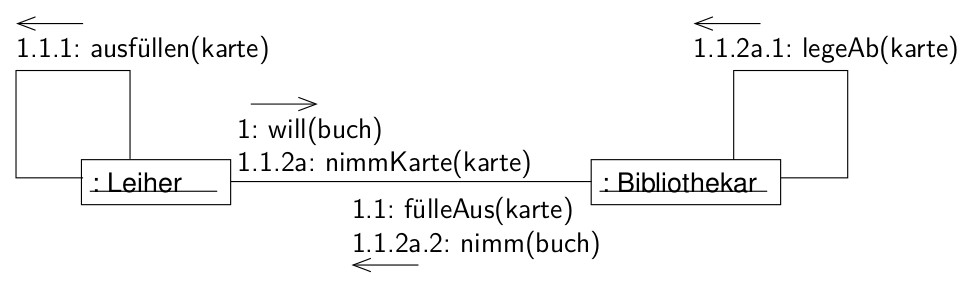 1.1.1: ausfüllen(karte)
1.1.2a.1: legeAb(karte)
1: will(buch)
1.1.2a: nimmKarte(karte)
: Leiher
: Bibliothekar
1.1: fülleAus(karte)
1.1.2a.2: nimm(buch)